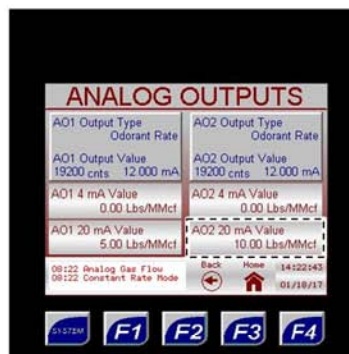 ANALOG OUTPUTS
AO1 Output Type
Odorant Rate
AO1 Output Value
19200 cnts 12.000 mA
AO2 Output Type
Odorant Rate
AO2 Output Value
19200 cnts 12.000 mA
AO1 4 mA Value
0.00 Lbs/MMcf
AO2 4 mA Value
0.00 Lbs/MMcf
AO1 20 mA Value
5.00 Lbs/MMcf
AO2 20 mA Value
10.00 Lbs/MMcf
08:22 Analog Gas Flow
08:22 Constant Rate Mode
Back
Home
14:22:43
01/18/17
SYSTEM
F1
F2
F3
F4